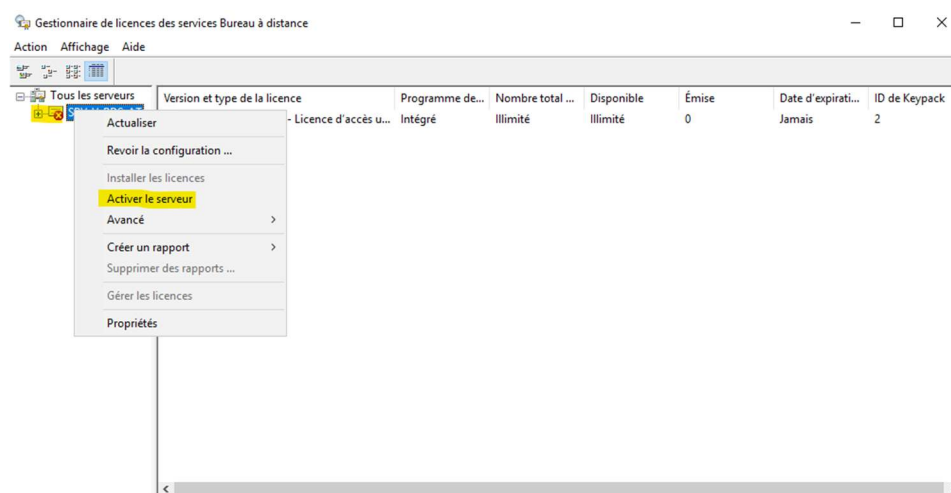 Gestionnaire de licences des services Bureau à distance
Action Affichage Aide
Tous les serveurs
Version et type de la licence Programme de... Nombre total ... Disponible Émise Date d'expirati... ID de Keypack
- Licence d'accès u... Intégré Illimité Illimité 0 Jamais 2
Actualiser
Revoir la configuration ...
Installer les licences
Activer le serveur
Avancé >
Créer un rapport >
Supprimer des rapports ...
Gérer les licences
Propriétés